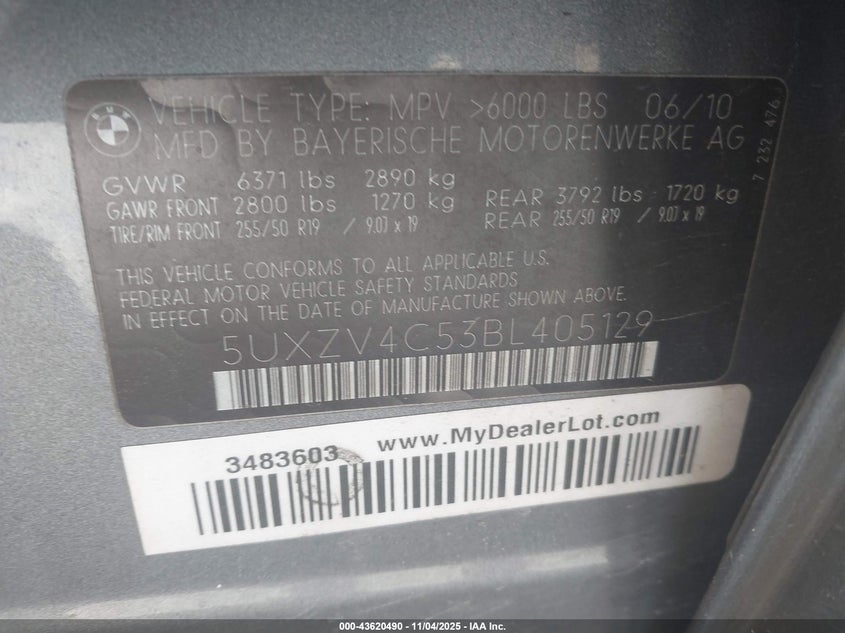 BMW
VEHICLE TYPE: MPV >6000 LBS 06/10
MFD BY BAYERISCHE MOTORENWERKE AG
7 232 476
GVWR 6371 lbs 2890 kg
GAWR FRONT 2800 lbs 1270 kg REAR 3792 lbs 1720 kg
TIRE/RIM FRONT 255/50 R19 / 9.0J x 19 REAR 255/50 R19 / 9.0J x 19
THIS VEHICLE CONFORMS TO ALL APPLICABLE U.S.
FEDERAL MOTOR VEHICLE SAFETY STANDARDS
IN EFFECT ON THE DATE OF MANUFACTURE SHOWN ABOVE.
5UXZV4C53BL405129
3483603 www.MyDealerLot.com
000-43620490 - 11/04/2025 - IAA Inc.